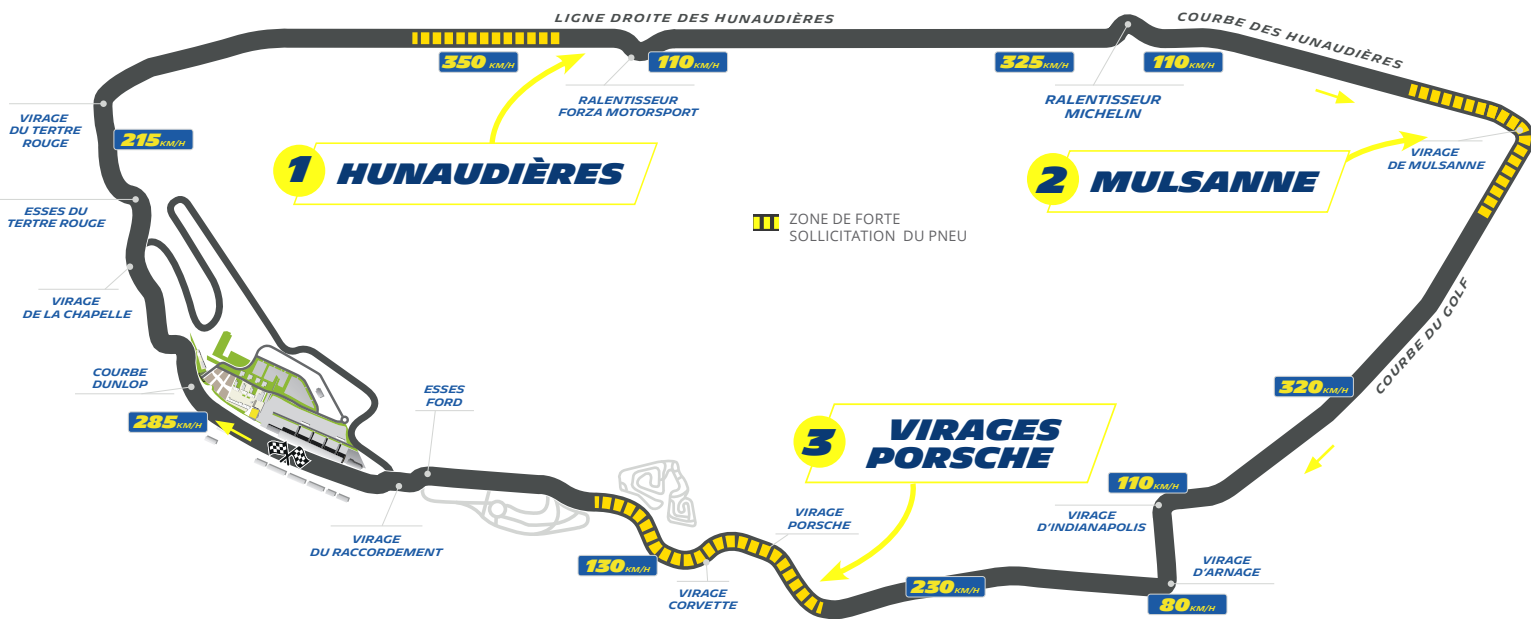 LIGNE DROITE DES HUNAUDIÈRES
COURBE DES HUNAUDIÈRES
350 KM/H
110 KM/H
325 KM/H
110 KM/H
RALENTISSEUR
FORZA MOTORSPORT
RALENTISSEUR
MICHELIN
VIRAGE
DU TERTRE
ROUGE
215 KM/H
1 HUNAUDIÈRES
2 MULSANNE
VIRAGE
DE MULSANNE
ESSES DU
TERTRE ROUGE
ZONE DE FORTE
SOLLICITATION DU PNEU
VIRAGE
DE LA CHAPELLE
COURBE DU GOLF
COURBE
DUNLOP
285 KM/H
ESSES
FORD
320 KM/H
3 VIRAGES
PORSCHE
110 KM/H
VIRAGE
D'INDIANAPOLIS
VIRAGE
PORSCHE
VIRAGE
DU RACCORDEMENT
130 KM/H
VIRAGE
CORVETTE
230 KM/H
VIRAGE
D'ARNAGE
80 KM/H